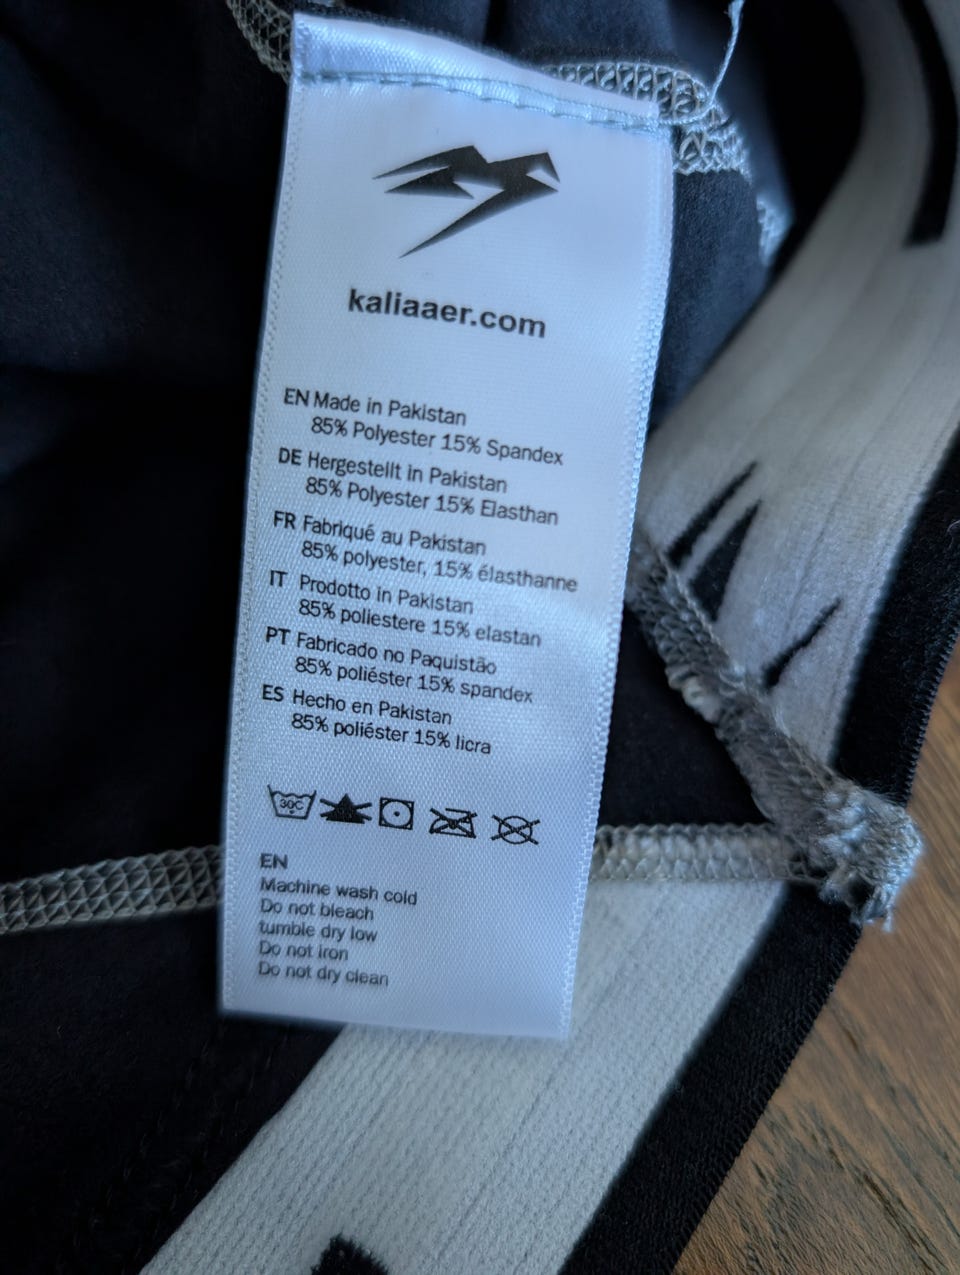 kaliaaer.com
EN Made in Pakistan
85% Polyester 15% Spandex
DE Hergestellt in Pakistan
85% Polyester 15% Elasthan
FR Fabriqué au Pakistan
85% polyester, 15% élasthanne
IT Prodotto in Pakistan
85% poliestere 15% elastan
PT Fabricado no Paquistão
85% poliéster 15% spandex
ES Hecho en Pakistan
85% poliéster 15% licra
30C
EN
Machine wash cold
Do not bleach
tumble dry low
Do not iron
Do not dry clean